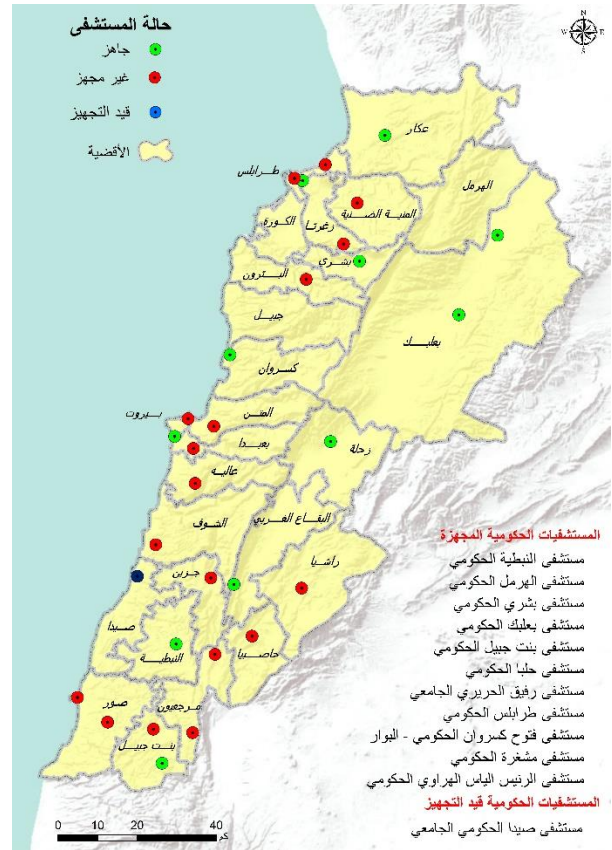 حالة المستشفى
جاهز
غير مجهز
قيد التجهيز
الأقضية
N
W
E
S
عكار
طرابلس
الهرمل
المنية الضنية
زغرتا
الكورة
بشري
البترون
جبيل
بعلبك
كسروان
المتن
بيروت
بعبدا
زحلة
عاليه
الشوف
البقاع الغربي
راشيا
جزين
صيدا
النبطية
حاصبيا
صور
مرجعيون
بنت جبيل
المستشفيات الحكومية المجهزة
مستشفى النبطية الحكومي
مستشفى الهرمل الحكومي
مستشفى بشري الحكومي
مستشفى بعلبك الحكومي
مستشفى بنت جبيل الحكومي
مستشفى حلبا الحكومي
مستشفى رفيق الحريري الجامعي
مستشفى طرابلس الحكومي
مستشفى فتوح كسروان الحكومي - البوار
مستشفى مشغرة الحكومي
مستشفى الرئيس الياس الهراوي الحكومي
المستشفيات الحكومية قيد التجهيز
مستشفى صيدا الحكومي الجامعي
0 10 20 40
كم